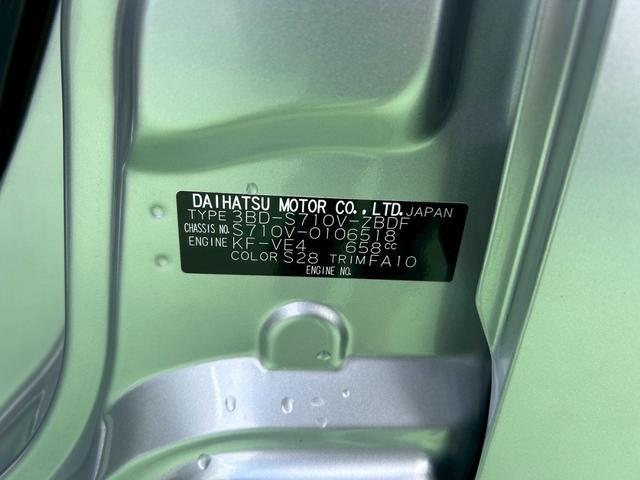 DAIHATSU MOTOR CO., LTD. JAPAN
TYPE 3BD-S710V-ZBDF
CHASSIS NO. S710V-0106518
ENGINE KF-VE4 658cc
COLOR S28 TRIM FA10
ENGINE NO.